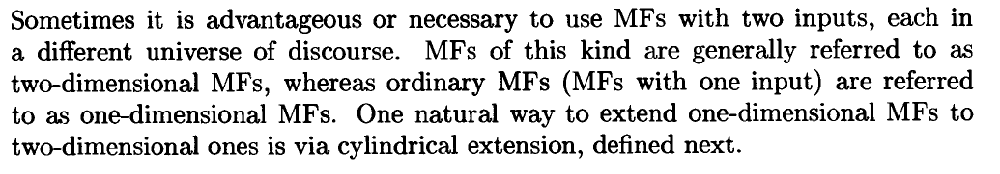 Sometimes it is advantageous or necessary to use MFs with two inputs, each in
a different universe of discourse. MFs of this kind are generally referred to as
two-dimensional MFs, whereas ordinary MFs (MFs with one input) are referred
to as one-dimensional MFs. One natural way to extend one-dimensional MFs to
two-dimensional ones is via cylindrical extension, defined next.